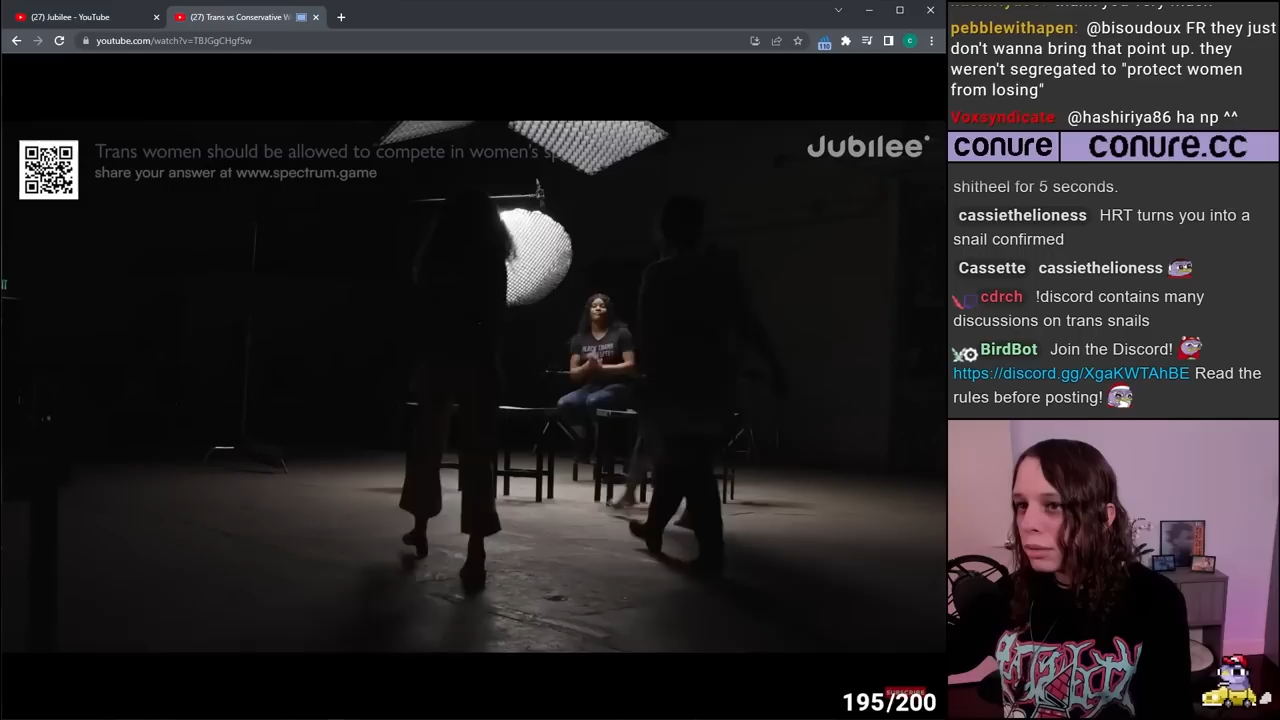 (27) Jubilee - YouTube
(27) Trans vs Conservative W
youtube.com/watch?v=TBJGgCHgf5w
Trans women should be allowed to compete in women's sp
share your answer at www.spectrum.game
Jubilee
BLACK TRANS
195/200
pebblewithapen: @bisoudoux FR they just
don't wanna bring that point up. they
weren't segregated to "protect women
from losing"
Voxsyndicate @hashiriya86 ha np ^^
conure conure.cc
shitheel for 5 seconds.
cassiethelioness HRT turns you into a
snail confirmed
Cassette cassiethelioness
cdrch !discord contains many
discussions on trans snails
BirdBot Join the Discord!
https://discord.gg/XgaKWTAhBE Read the
rules before posting!